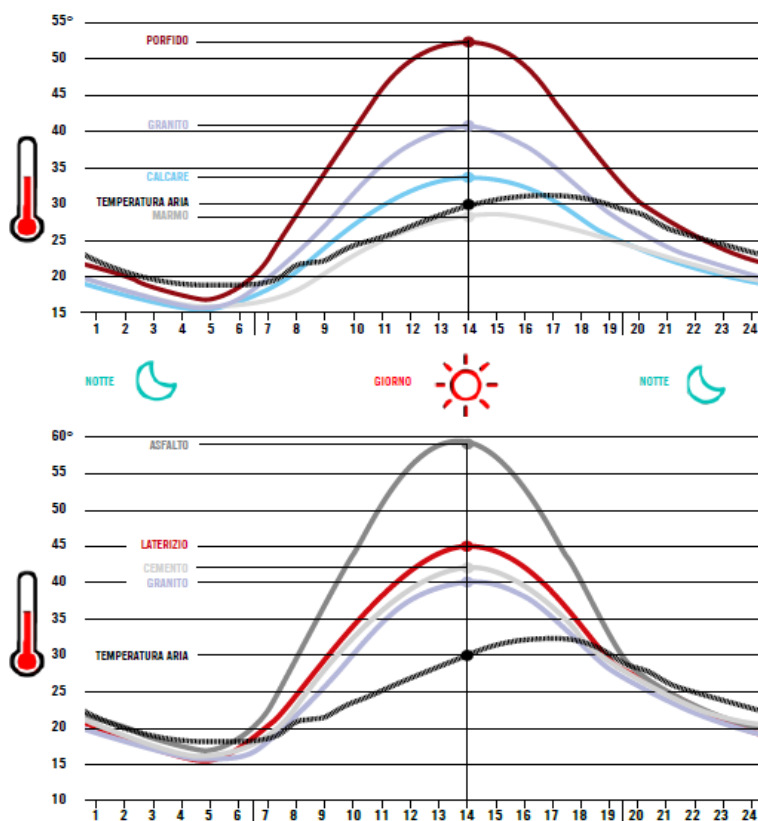 55°
PORFIDO
50
45
GRANITO
40
35
CALCARE
TEMPERATURA ARIA
30
MARMO
25
20
15
1 2 3 4 5 6 7 8 9 10 11 12 13 14 15 16 17 18 19 20 21 22 23 24
NOTTE GIORNO NOTTE
60°
ASFALTO
55
50
LATERIZIO
45
CEMENTO
GRANITO
40
35
TEMPERATURA ARIA
30
25
20
15
10
1 2 3 4 5 6 7 8 9 10 11 12 13 14 15 16 17 18 19 20 21 22 23 24